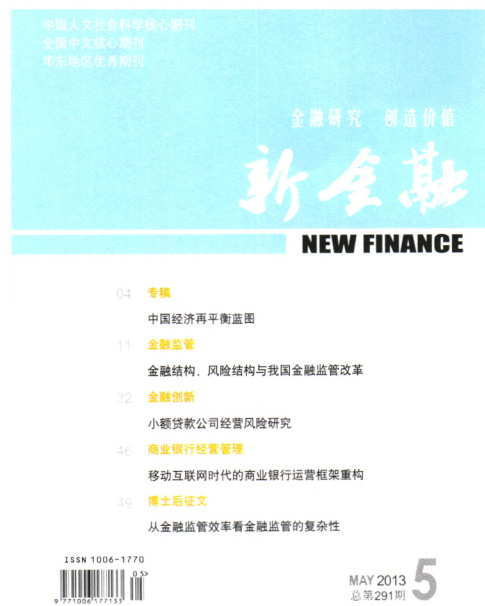 中国人文社会科学核心期刊
全国中文核心期刊
华东地区优秀期刊
金融研究 创造价值
新金融
NEW FINANCE
04 专稿
中国经济再平衡蓝图
11 金融监管
金融结构、风险结构与我国金融监管改革
32 金融创新
小额贷款公司经营风险研究
46 商业银行经营管理
移动互联网时代的商业银行运营框架重构
49 博士后征文
从金融监管效率看金融监管的复杂性
ISSN 1006-1770
05>
9 771006 177133
MAY 2013
总第291期
5